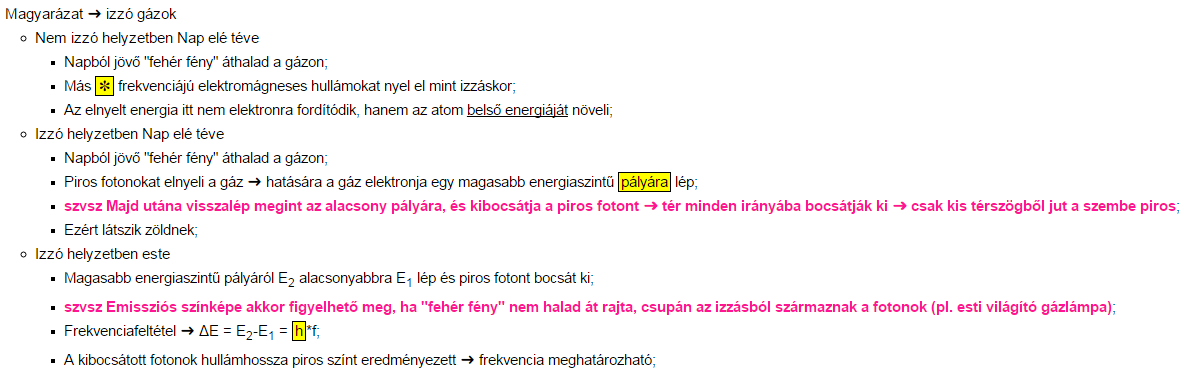 Magyarázat ➔ izzó gázok
Nem izzó helyzetben Nap elé téve
Napból jövő "fehér fény" áthalad a gázon;
Más ✻ frekvenciájú elektromágneses hullámokat nyel el mint izzáskor;
Az elnyelt energia itt nem elektronra fordítódik, hanem az atom belső energiáját növeli;
Izzó helyzetben Nap elé téve
Napból jövő "fehér fény" áthalad a gázon;
Piros fotonokat elnyeli a gáz ➔ hatására a gáz elektronja egy magasabb energiaszintű pályára lép;
szvsz Majd utána visszalép megint az alacsony pályára, és kibocsátja a piros fotont ➔ tér minden irányába bocsátják ki ➔ csak kis térszögből jut a szembe piros;
Ezért látszik zöldnek;
Izzó helyzetben este
Magasabb energiaszintű pályáról E₂ alacsonyabbra E₁ lép és piros fotont bocsát ki;
szvsz Emissziós színképe akkor figyelhető meg, ha "fehér fény" nem halad át rajta, csupán az izzásból származnak a fotonok (pl. esti világító gázlámpa);
Frekvenciafeltétel ➔ ΔE = E₂-E₁ = h*f;
A kibocsátott fotonok hullámhossza piros színt eredményezett ➔ frekvencia meghatározható;